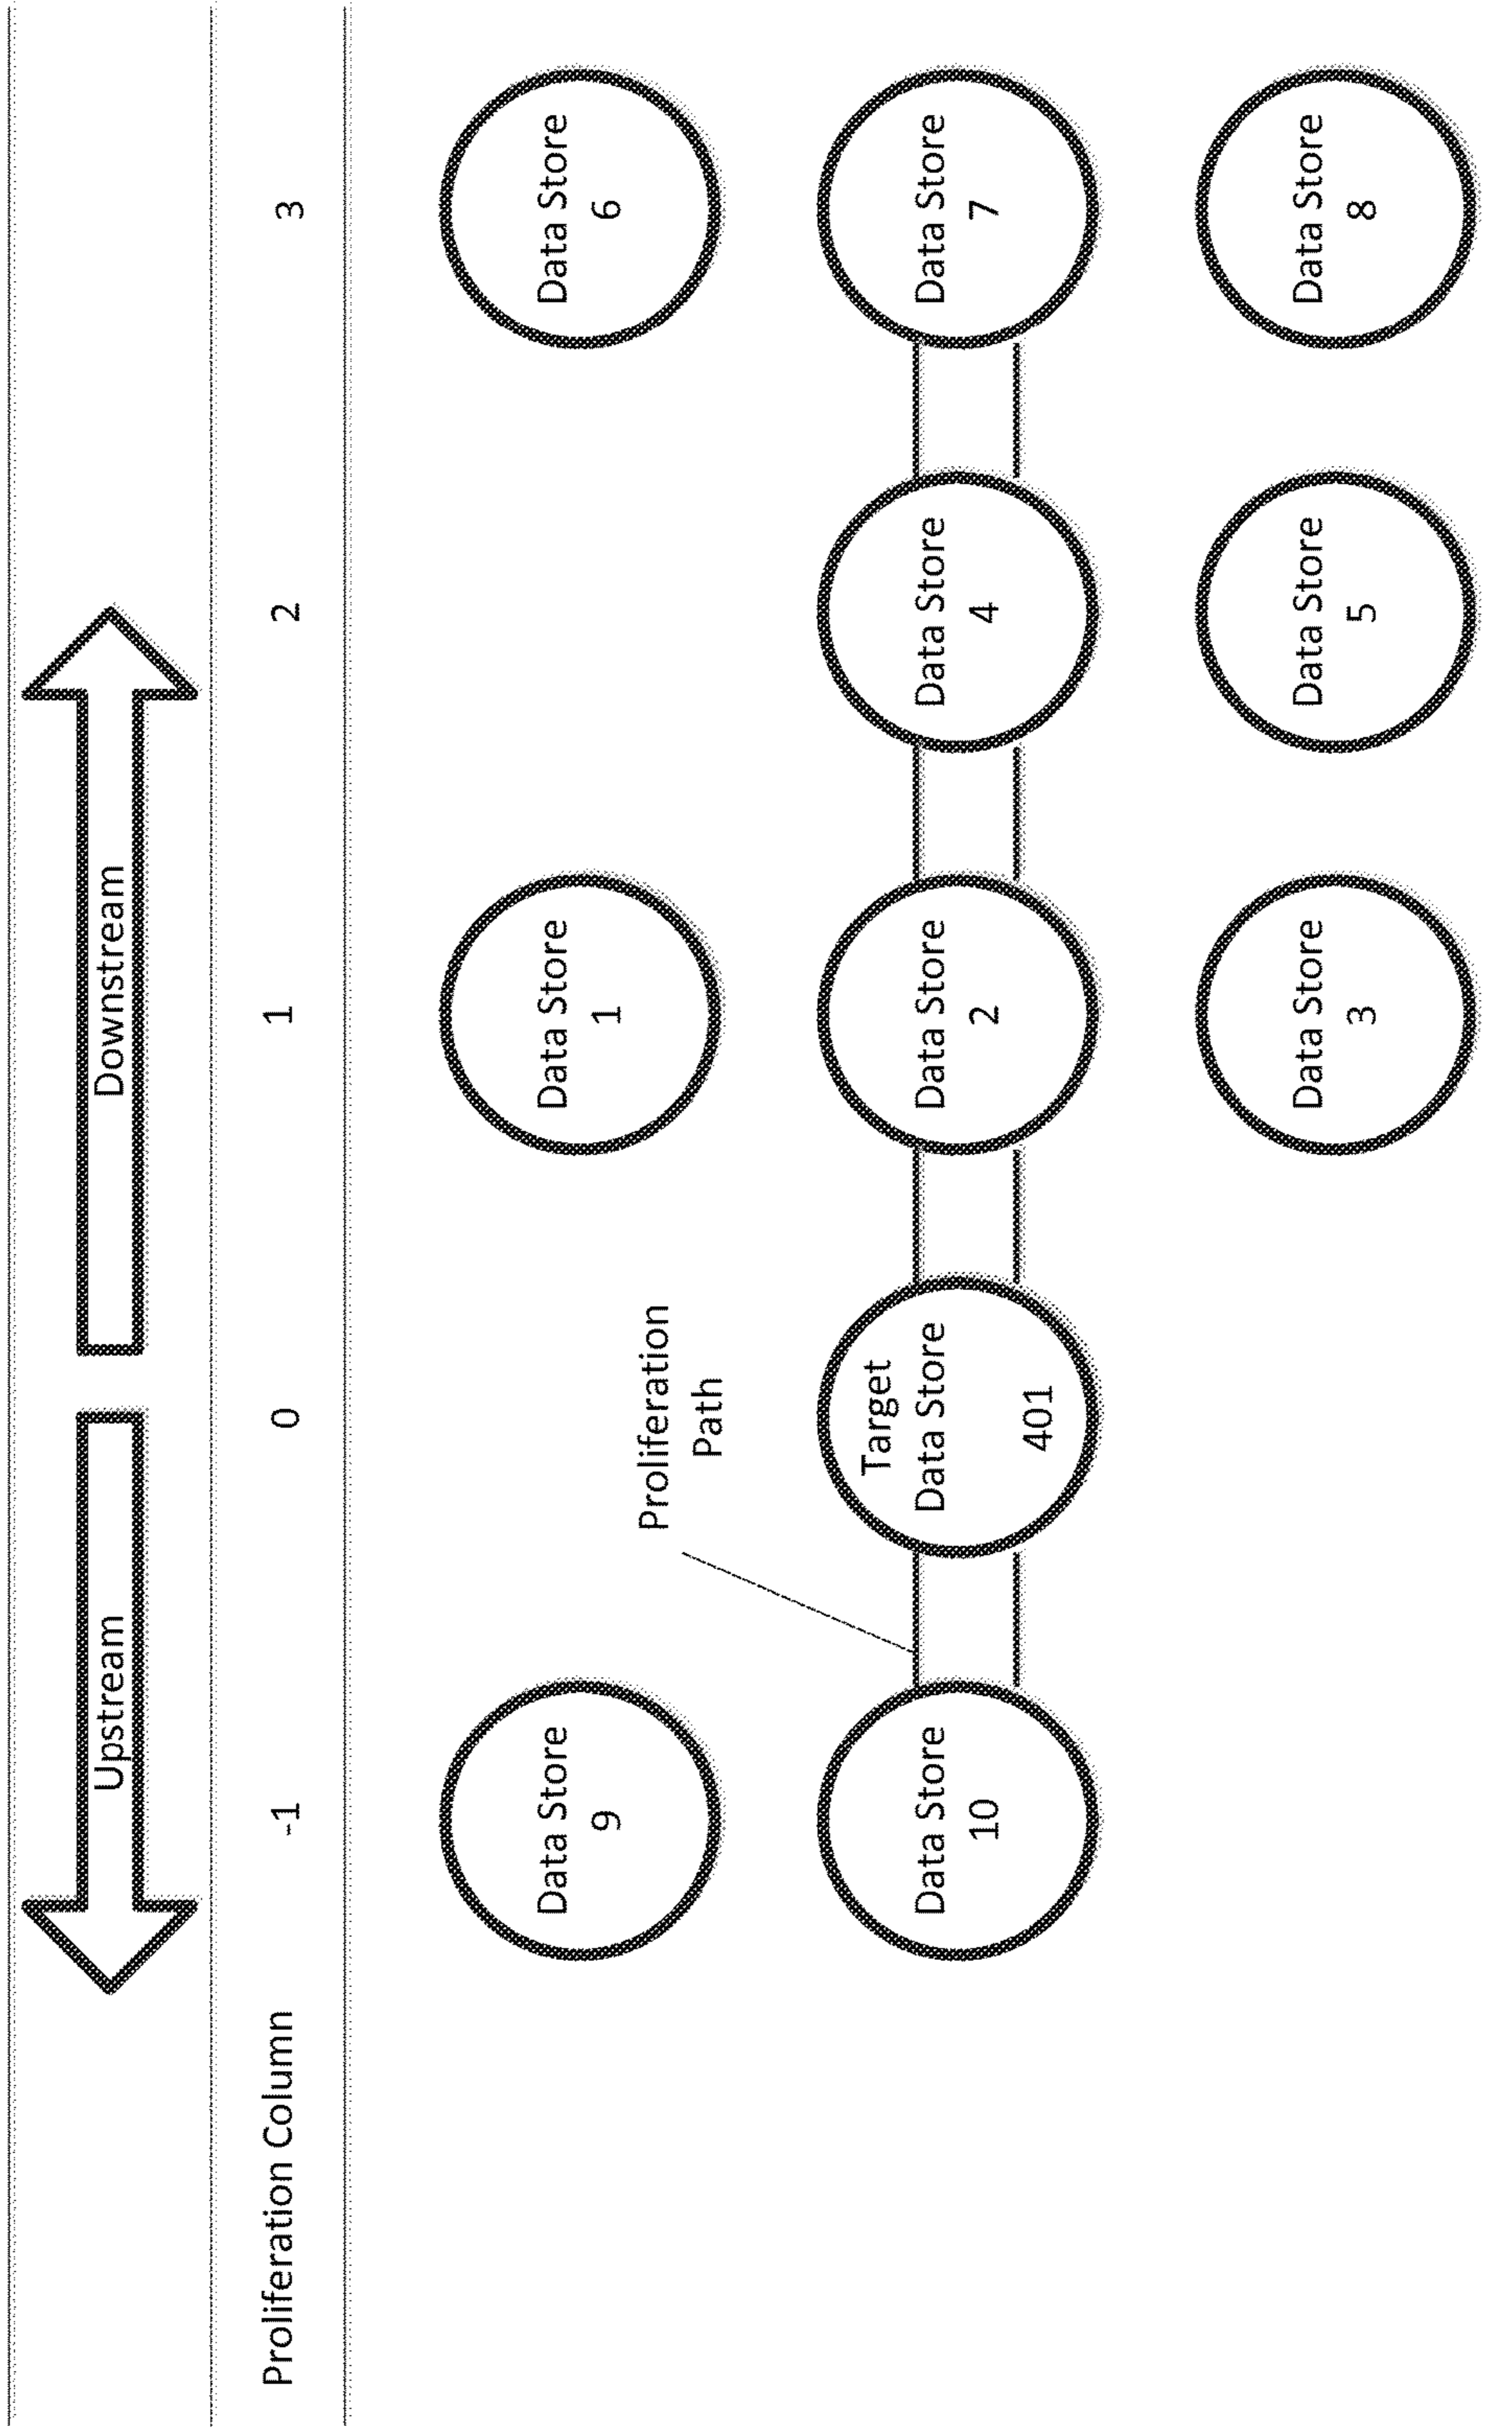 Upstream
Downstream
Proliferation Column
-1
0
1
2
3
Data Store
9
Data Store
1
Data Store
6
Proliferation
Path
Data Store
10
Target
Data Store
401
Data Store
2
Data Store
4
Data Store
7
Data Store
3
Data Store
5
Data Store
8